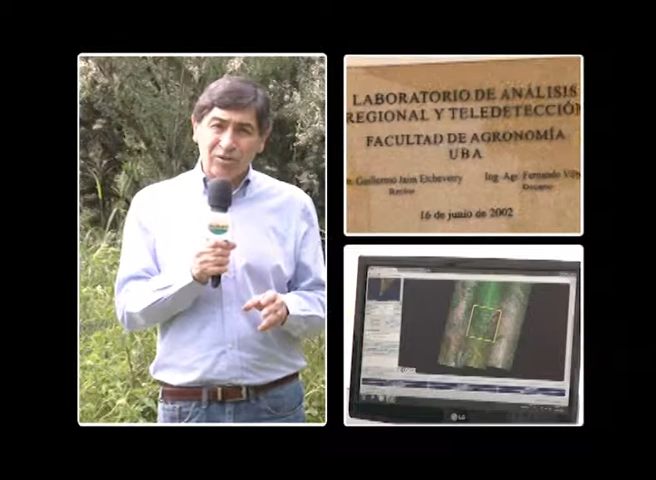 LABORATORIO DE ANÁLISIS
REGIONAL Y TELEDETECCIÓN
FACULTAD DE AGRONOMÍA
UBA
Guillermo Jaim Etcheverry
Ing. Agr. Fernando
Rector
Decano
16 de junio de 2002
LG